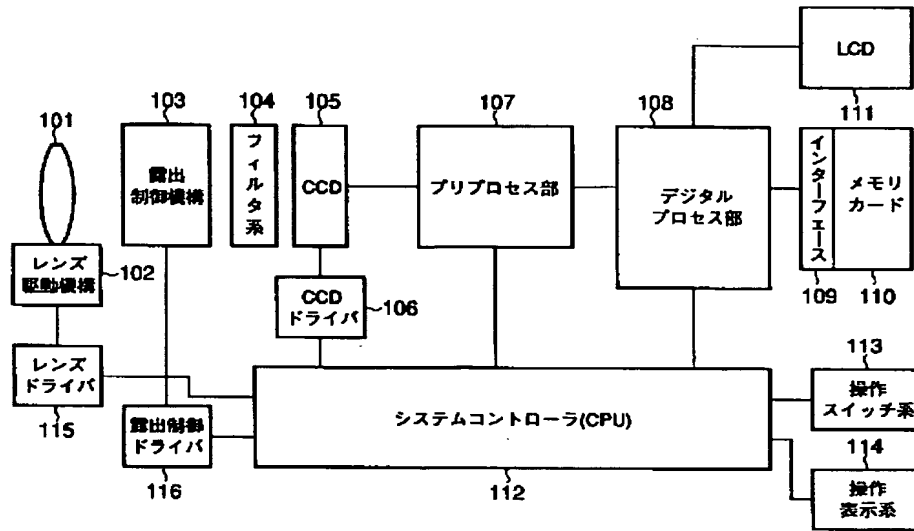 LCD
111
101
103
露出
制御機構
104
フィルタ系
105
CCD
107
プリプロセス部
108
デジタル
プロセス部
インターフェース
109
メモリ
カード
110
レンズ
駆動機構
102
CCD
ドライバ
106
レンズ
ドライバ
115
露出制御
ドライバ
116
システムコントローラ(CPU)
112
113
操作
スイッチ系
114
操作
表示系